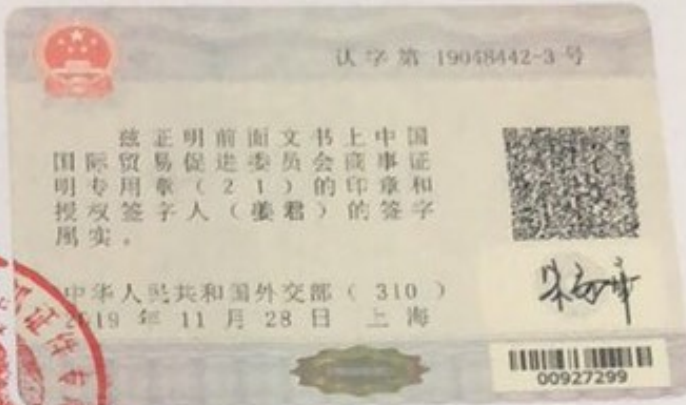 认字第 19048442-3 号
兹证明前面文书上中国
国际贸易促进委员会商事证
明专用章（21）的印章和
授权签字人（姜君）的签字
属实。
中华人民共和国外交部（310）
2019 年 11 月 28 日 上海
00927299